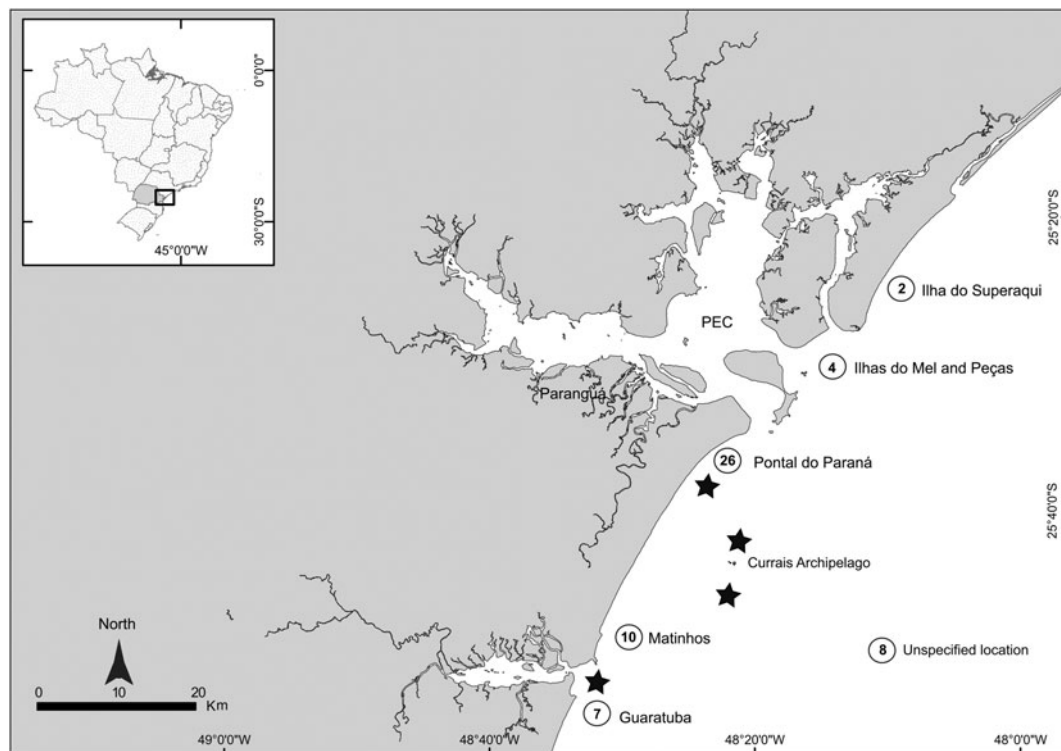 0°0'0"
30°0'0"S
45°0'0"W
25°20'0"S
2 Ilha do Superaqui
PEC
4 Ilhas do Mel and Peças
Paranguá
26 Pontal do Paraná
25°40'0"S
Currais Archipelago
North
10 Matinhos
8 Unspecified location
0 10 20
Km
7 Guaratuba
49°0'0"W
48°40'0"W
48°20'0"W
48°0'0"W